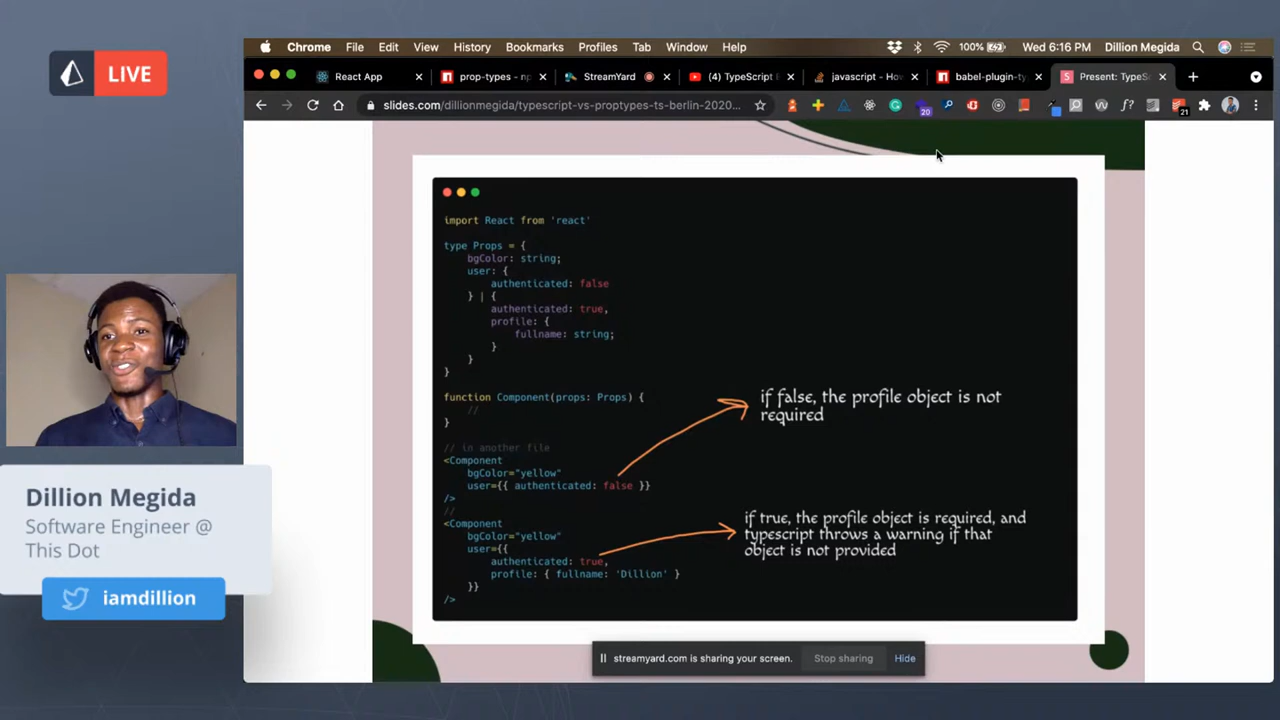 LIVE
Chrome File Edit View History Bookmarks Profiles Tab Window Help 100% Wed 6:16 PM Dillion Megida
React App prop-types - np StreamYard (4) TypeScript E javascript - How babel-plugin-ty Present: TypeS
slides.com/dillionmegida/typescript-vs-proptypes-ts-berlin-2020... 20 f? 21
import React from 'react'
type Props = {
bgColor: string;
user: {
authenticated: false
} | {
authenticated: true,
profile: {
fullname: string;
}
}
}
function Component(props: Props) {
//
}
// in another file
<Component
bgColor="yellow"
user={{ authenticated: false }}
/>
//
<Component
bgColor="yellow"
user={{
authenticated: true,
profile: { fullname: 'Dillion' }
}}
/>
if false, the profile object is not
required
if true, the profile object is required, and
typescript throws a warning if that
object is not provided
streamyard.com is sharing your screen. Stop sharing Hide
Dillion Megida
Software Engineer @
This Dot
iamdillion